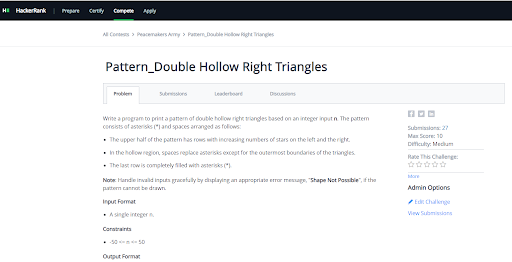 HackerRank | Prepare Certify Compete Apply
All Contests > Peacemakers Army > Pattern_Double Hollow Right Triangles
Pattern_Double Hollow Right Triangles
Problem Submissions Leaderboard Discussions
Write a program to print a pattern of double hollow right triangles based on an integer input n. The pattern
consists of asterisks (*) and spaces arranged as follows:
• The upper half of the pattern has rows with increasing numbers of stars on the left and the right.
• In the hollow region, spaces replace asterisks except for the outermost boundaries of the triangles.
• The last row is completely filled with asterisks (*).
Note: Handle invalid inputs gracefully by displaying an appropriate error message, "Shape Not Possible", if the
pattern cannot be drawn.
Input Format
• A single integer n.
Constraints
• -50 <= n <= 50
Output Format
Submissions: 27
Max Score: 10
Difficulty: Medium
Rate This Challenge:
More
Admin Options
Edit Challenge
View Submissions